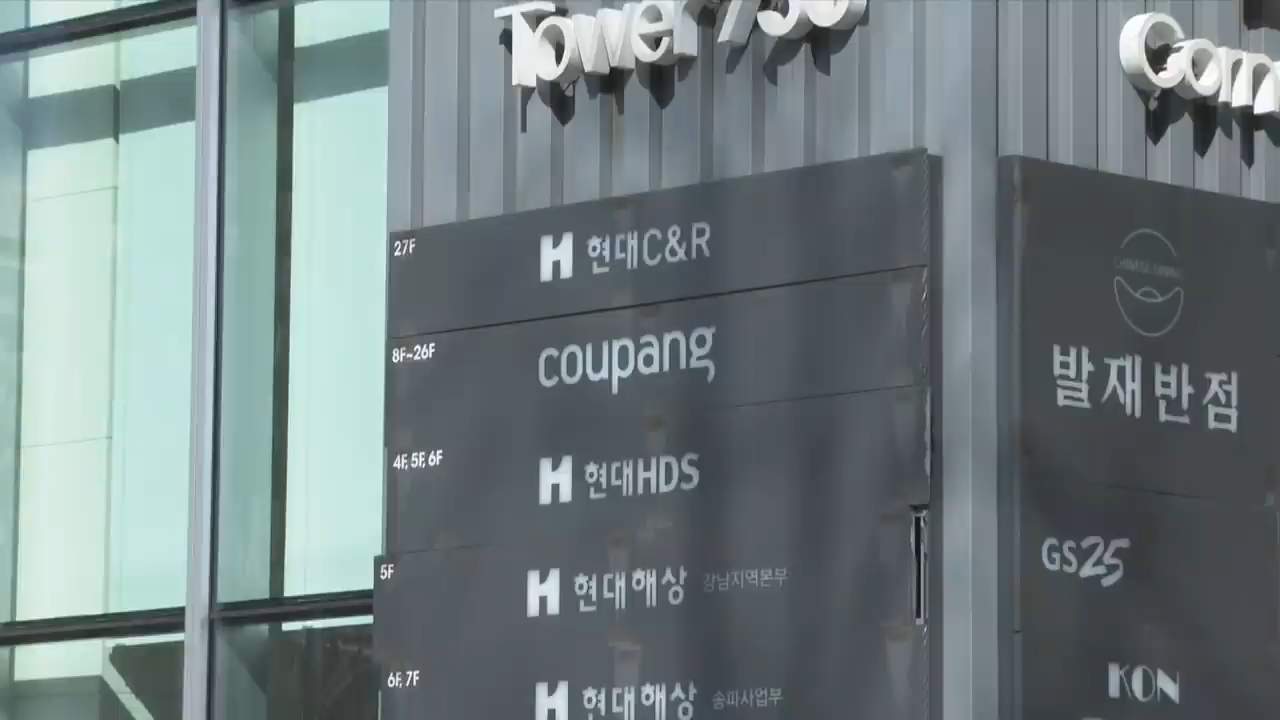 Tower 730
27F
현대C&R
8F~26F
coupang
4F, 5F, 6F
현대HDS
5F
현대해상 강남지역본부
6F, 7F
현대해상 송파사업부
발재반점
GS25
KON